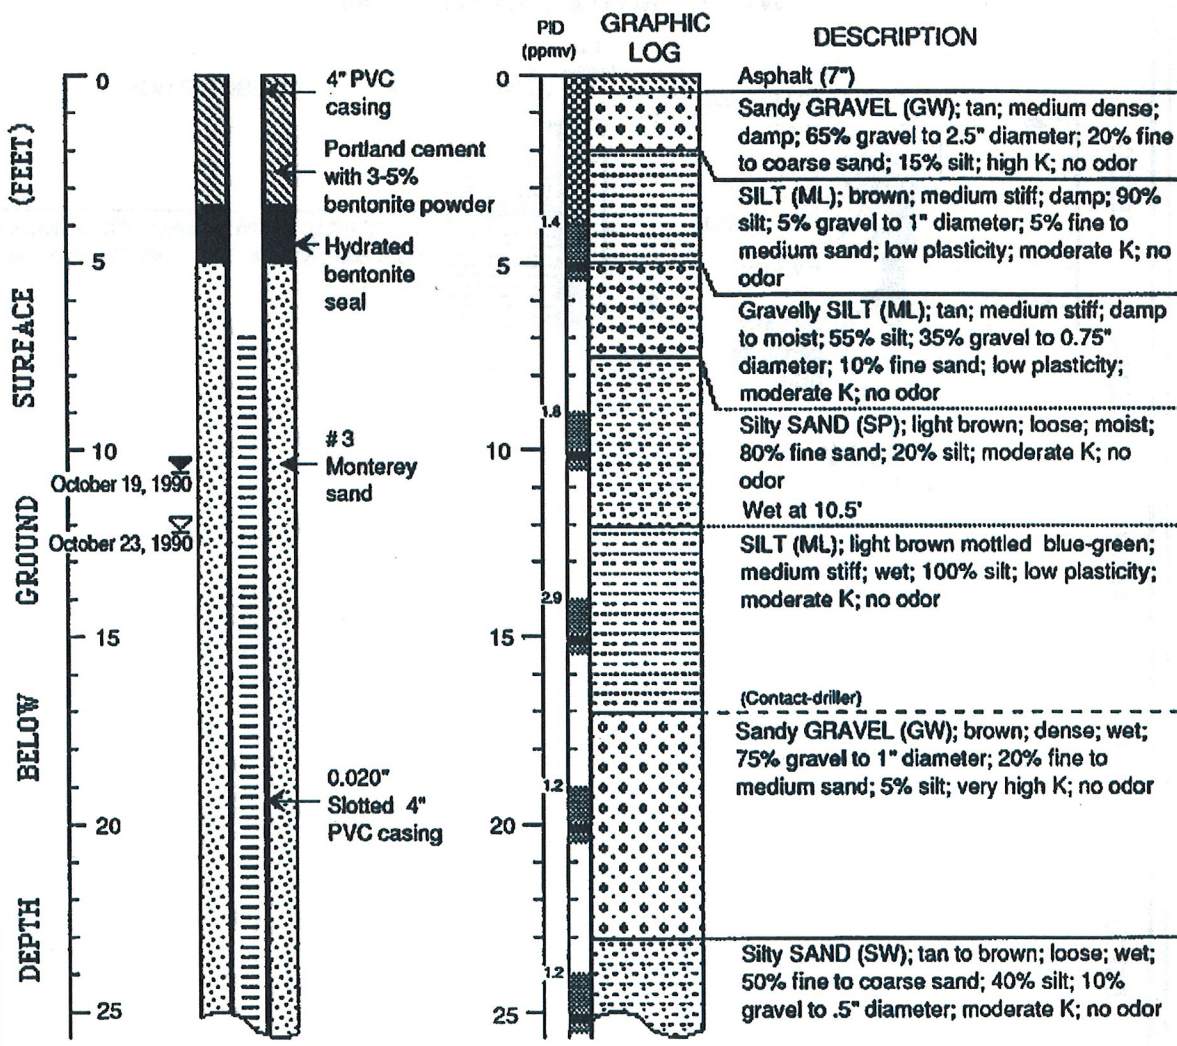 PID
(ppmv)
GRAPHIC
LOG
DESCRIPTION
DEPTH BELOW GROUND SURFACE (FEET)
0
5
10
15
20
25
October 19, 1990
October 23, 1990
4" PVC
casing
Portland cement
with 3-5%
bentonite powder
Hydrated
bentonite
seal
#3
Monterey
sand
0.020"
Slotted 4"
PVC casing
0
5
10
15
20
25
1.4
1.8
2.9
1.2
1.2
Asphalt (7")
Sandy GRAVEL (GW); tan; medium dense;
damp; 65% gravel to 2.5" diameter; 20% fine
to coarse sand; 15% silt; high K; no odor
SILT (ML); brown; medium stiff; damp; 90%
silt; 5% gravel to 1" diameter; 5% fine to
medium sand; low plasticity; moderate K; no
odor
Gravelly SILT (ML); tan; medium stiff; damp
to moist; 55% silt; 35% gravel to 0.75"
diameter; 10% fine sand; low plasticity;
moderate K; no odor
Silty SAND (SP); light brown; loose; moist;
80% fine sand; 20% silt; moderate K; no
odor
Wet at 10.5'
SILT (ML); light brown mottled blue-green;
medium stiff; wet; 100% silt; low plasticity;
moderate K; no odor
(Contact-driller)
Sandy GRAVEL (GW); brown; dense; wet;
75% gravel to 1" diameter; 20% fine to
medium sand; 5% silt; very high K; no odor
Silty SAND (SW); tan to brown; loose; wet;
50% fine to coarse sand; 40% silt; 10%
gravel to .5" diameter; moderate K; no odor